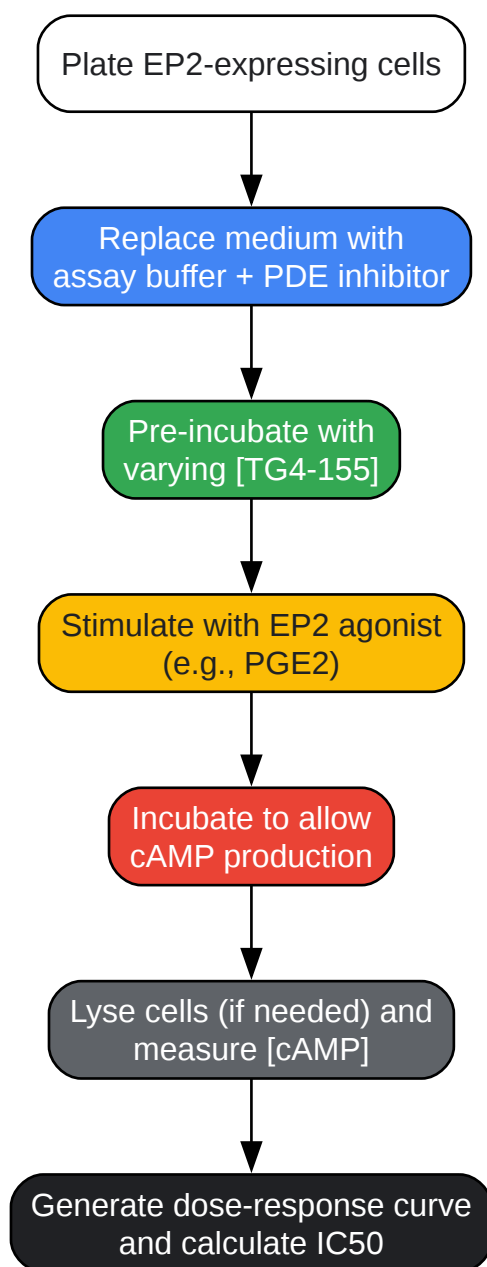 Plate EP2-expressing cells
Replace medium with
assay buffer + PDE inhibitor
Pre-incubate with
varying [TG4-155]
Stimulate with EP2 agonist
(e.g., PGE2)
Incubate to allow
cAMP production
Lyse cells (if needed) and
measure [cAMP]
Generate dose-response curve
and calculate IC50